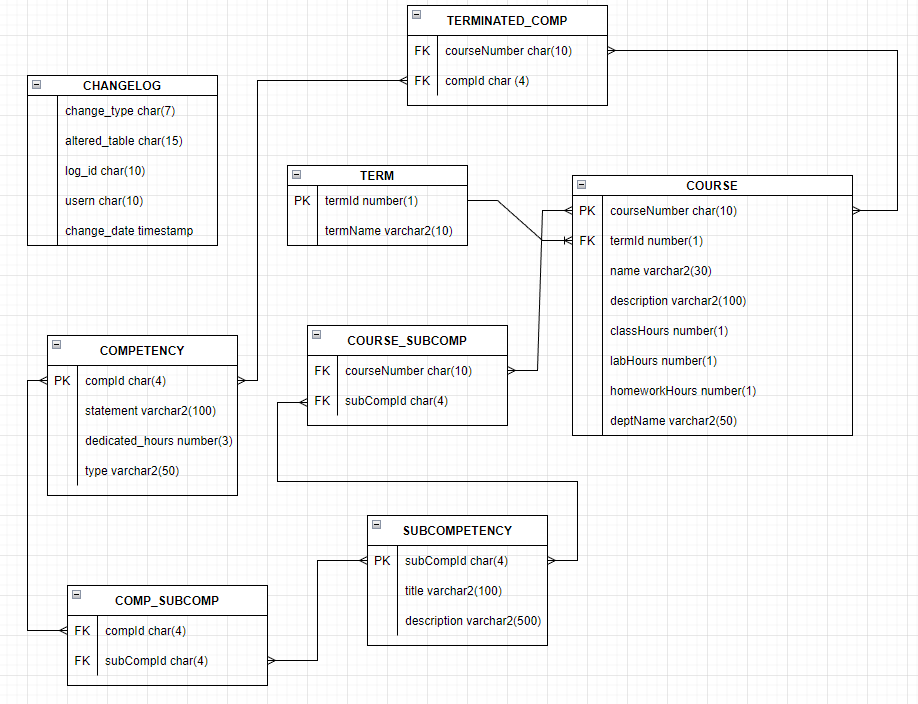 TERMINATED_COMP
FK courseNumber char(10)
FK compId char (4)
CHANGELOG
change_type char(7)
altered_table char(15)
log_id char(10)
usern char(10)
change_date timestamp
TERM
PK termId number(1)
termName varchar2(10)
COURSE
PK courseNumber char(10)
FK termId number(1)
name varchar2(30)
description varchar2(100)
classHours number(1)
labHours number(1)
homeworkHours number(1)
deptName varchar2(50)
COMPETENCY
PK compId char(4)
statement varchar2(100)
dedicated_hours number(3)
type varchar2(50)
COURSE_SUBCOMP
FK courseNumber char(10)
FK subCompId char(4)
SUBCOMPETENCY
PK subCompId char(4)
title varchar2(100)
description varchar2(500)
COMP_SUBCOMP
FK compId char(4)
FK subCompId char(4)